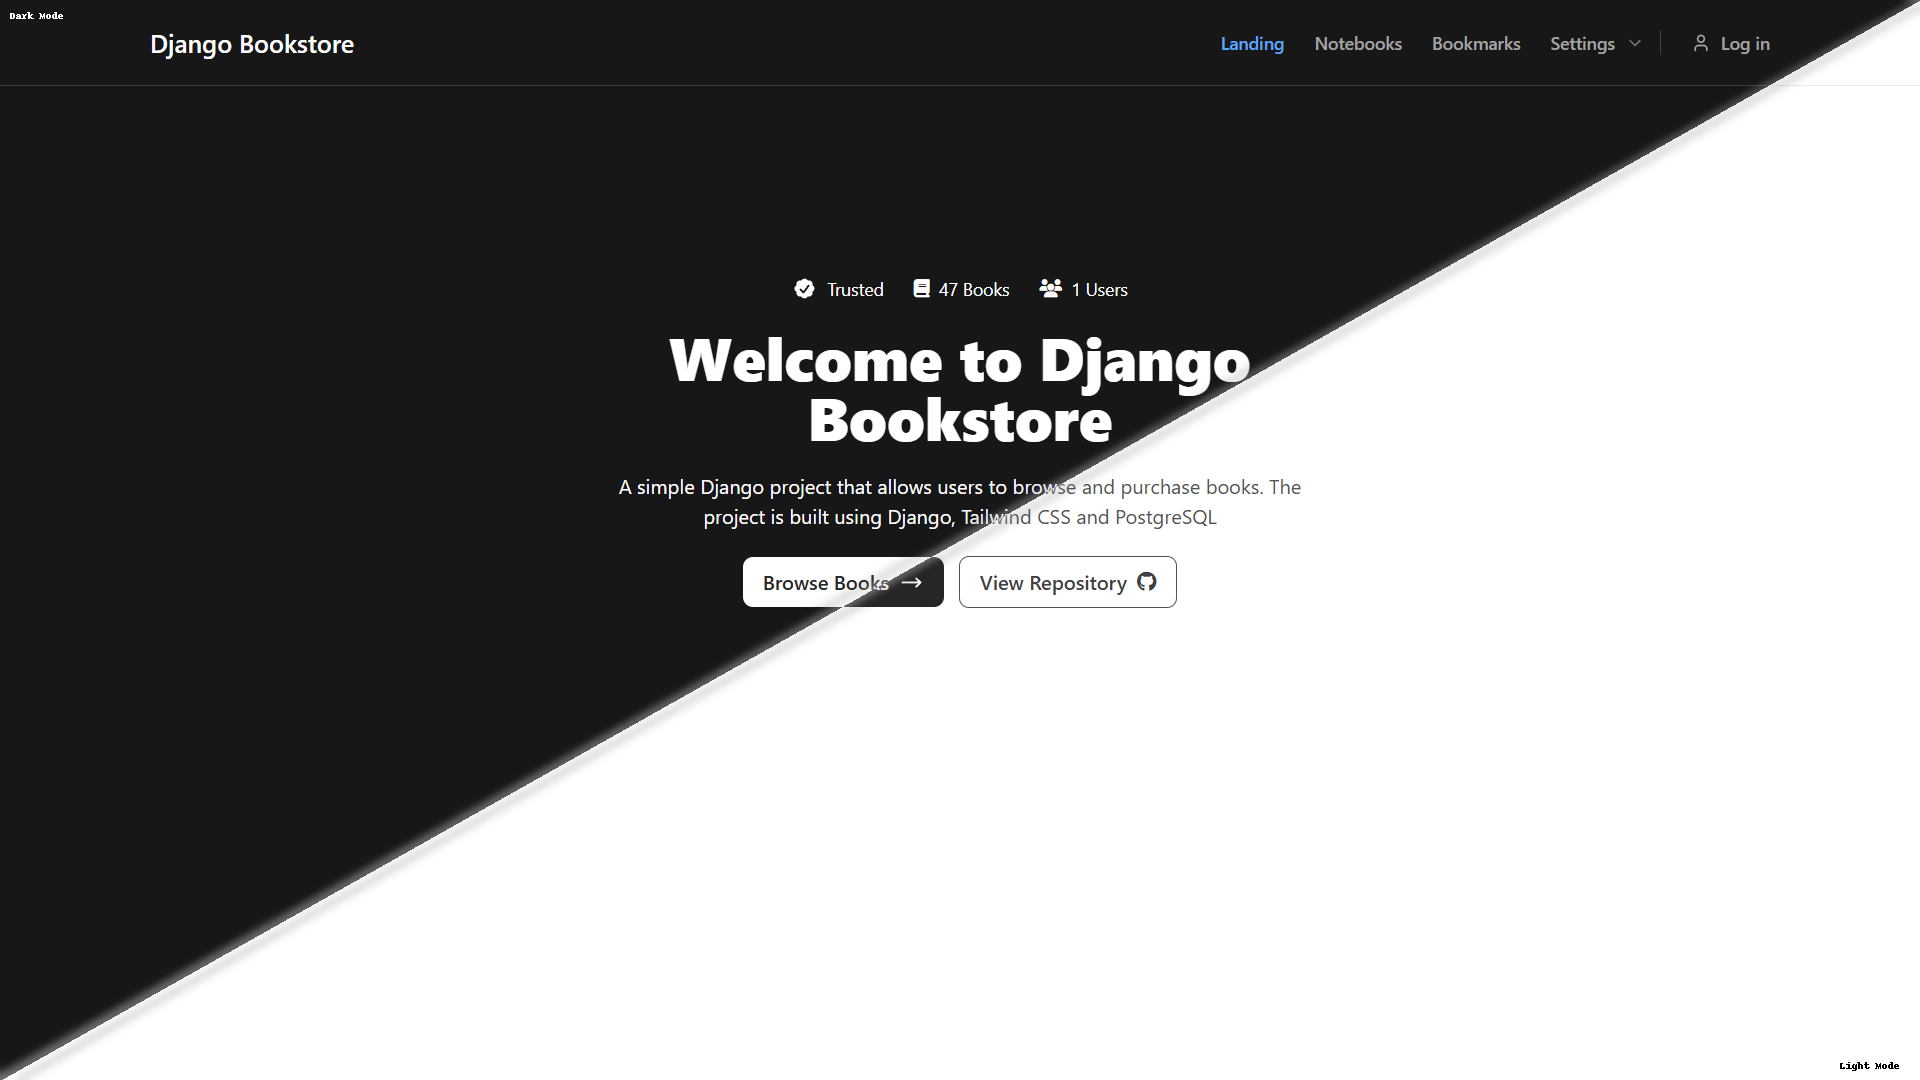 Dark Mode
Django Bookstore
Landing Notebooks Bookmarks Settings Log in
Trusted 47 Books 1 Users
Welcome to Django
Bookstore
A simple Django project that allows users to browse and purchase books. The
project is built using Django, Tailwind CSS and PostgreSQL
Browse Books → View Repository
Light Mode